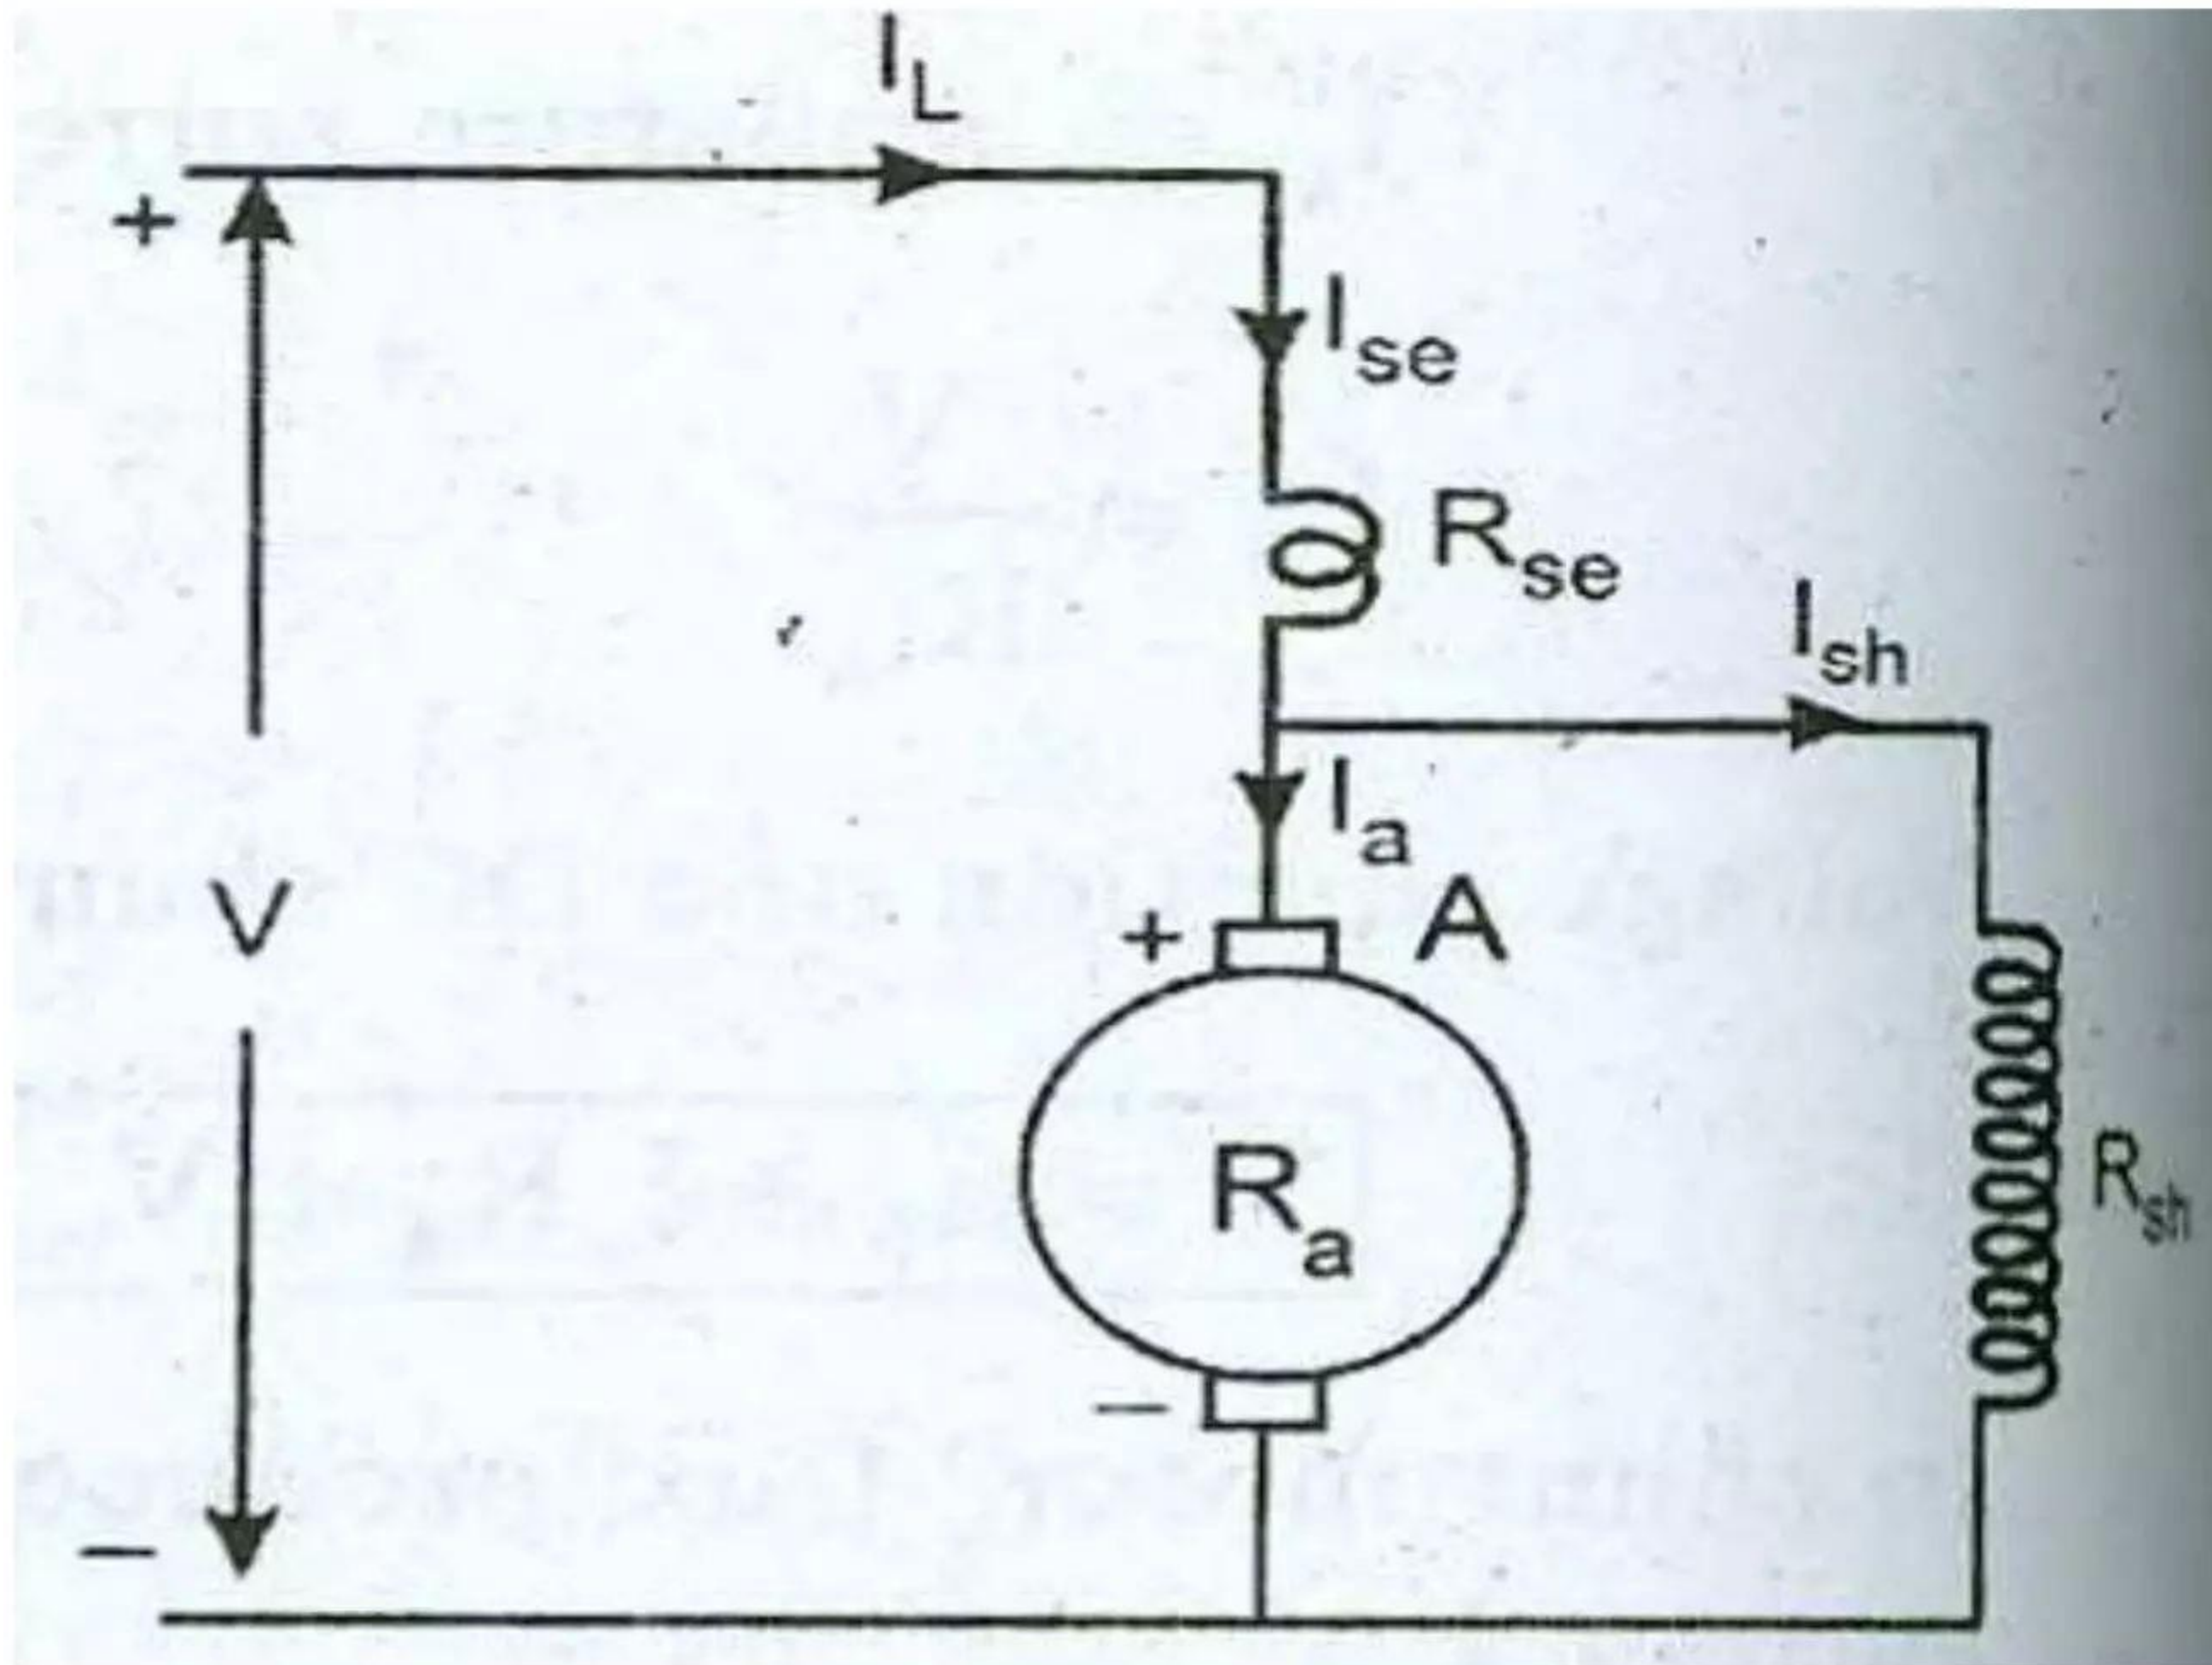 I_L
+
I_se
R_se
I_sh
I_a
V
+ A
R_a
R_sh
−
−